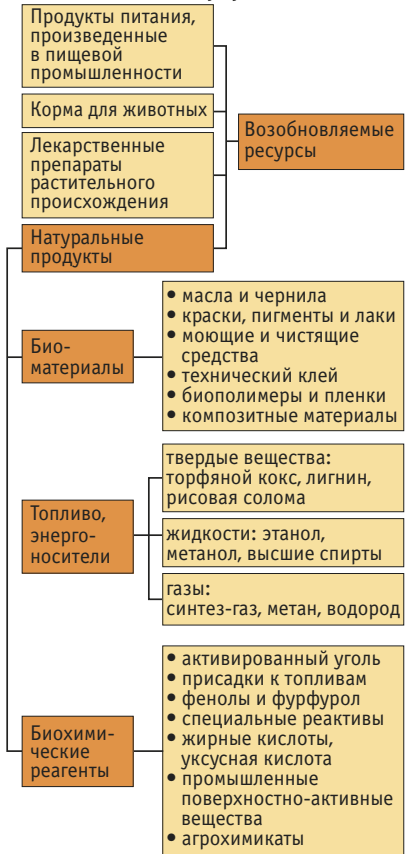 Продукты питания,
произведенные
в пищевой
промышленности
Корма для животных
Лекарственные
препараты
растительного
происхождения
Возобновляемые
ресурсы
Натуральные
продукты
Био-
материалы
• масла и чернила
• краски, пигменты и лаки
• моющие и чистящие
средства
• технический клей
• биополимеры и пленки
• композитные материалы
Топливо,
энерго-
носители
твердые вещества:
торфяной кокс, лигнин,
рисовая солома
жидкости: этанол,
метанол, высшие спирты
газы:
синтез-газ, метан, водород
Биохими-
ческие
реагенты
• активированный уголь
• присадки к топливам
• фенолы и фурфурол
• специальные реактивы
• жирные кислоты,
уксусная кислота
• промышленные
поверхностно-активные
вещества
• агрохимикаты